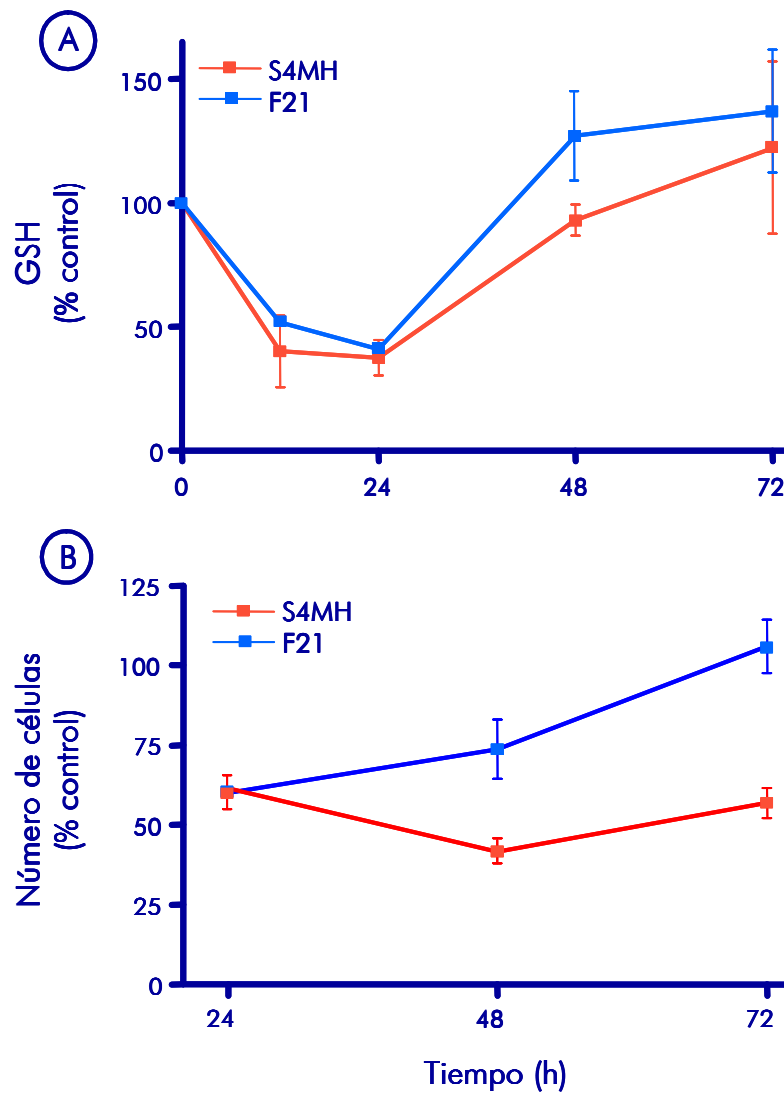 A
S4MH
F21
150
100
50
0
GSH
(% control)
0 24 48 72
B
S4MH
F21
125
100
75
50
25
0
Número de células
(% control)
24 48 72
Tiempo (h)